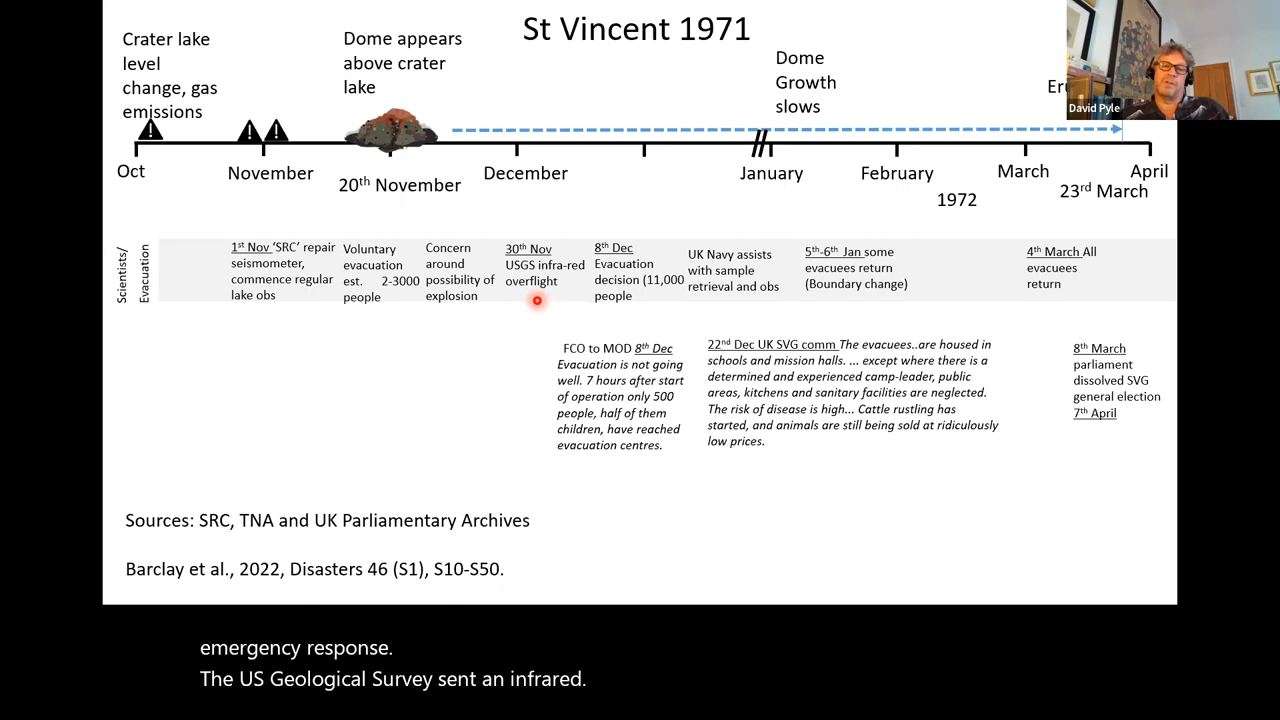 St Vincent 1971
Crater lake
level
change, gas
emissions
Dome appears
above crater
lake
Dome
Growth
slows
Er
David Pyle
Oct
November
20th November
December
January
February
1972
March
April
23rd March
Scientists/
Evacuation
1st Nov ‘SRC’ repair
seismometer,
commence regular
lake obs
Voluntary
evacuation
est. 2-3000
people
Concern
around
possibility of
explosion
30th Nov
USGS infra-red
overflight
8th Dec
Evacuation
decision (11,000
people
UK Navy assists
with sample
retrieval and obs
5th-6th Jan some
evacuees return
(Boundary change)
4th March All
evacuees
return
FCO to MOD 8th Dec
Evacuation is not going
well. 7 hours after start
of operation only 500
people, half of them
children, have reached
evacuation centres.
22nd Dec UK SVG comm The evacuees..are housed in
schools and mission halls. ... except where there is a
determined and experienced camp-leader, public
areas, kitchens and sanitary facilities are neglected.
The risk of disease is high... Cattle rustling has
started, and animals are still being sold at ridiculously
low prices.
8th March
parliament
dissolved SVG
general election
7th April
Sources: SRC, TNA and UK Parliamentary Archives
Barclay et al., 2022, Disasters 46 (S1), S10-S50.
emergency response.
The US Geological Survey sent an infrared.